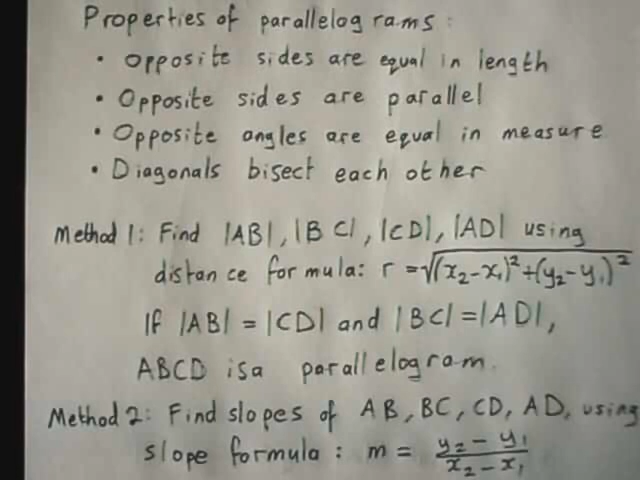 Properties of parallelograms:
• Opposite sides are equal in length
• Opposite sides are parallel
• Opposite angles are equal in measure
• Diagonals bisect each other
Method 1: Find |AB|, |BC|, |CD|, |AD| using
distance formula: r = √(x₂-x₁)²+(y₂-y₁)²
If |AB| = |CD| and |BC| = |AD|,
ABCD is a parallelogram.
Method 2: Find slopes of AB, BC, CD, AD, using
slope formula: m = y₂-y₁/x₂-x₁